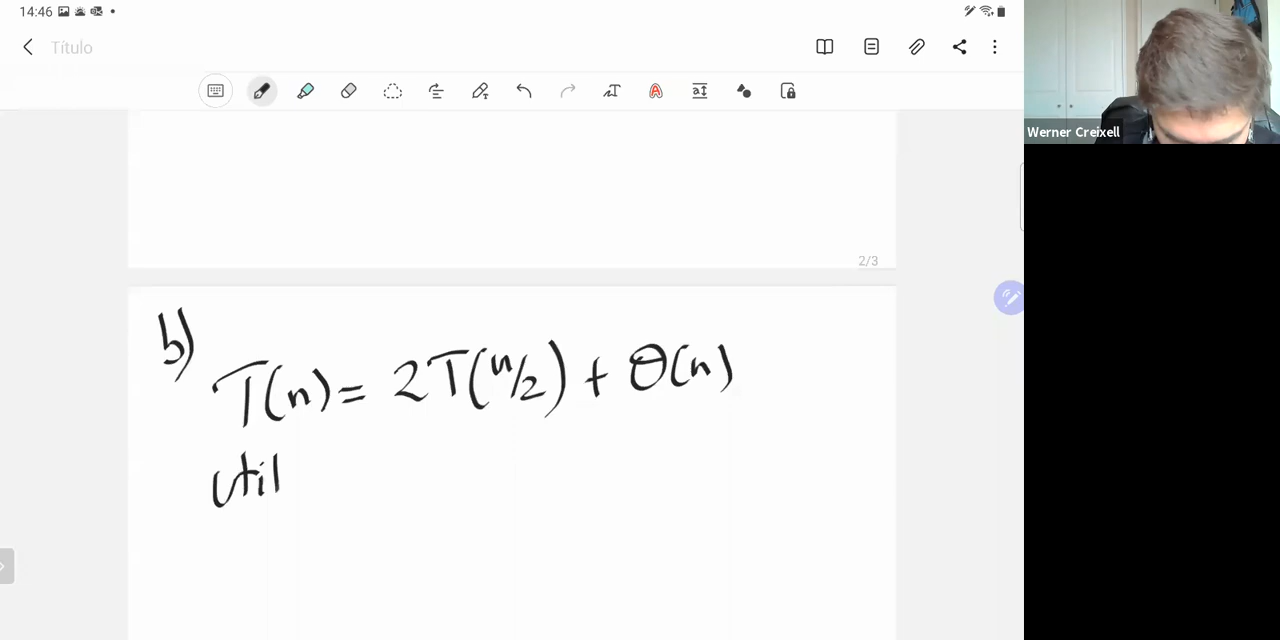 14:46
Título
Werner Creixell
2/3
b)
T(n) = 2T(n/2) + Θ(n)
util